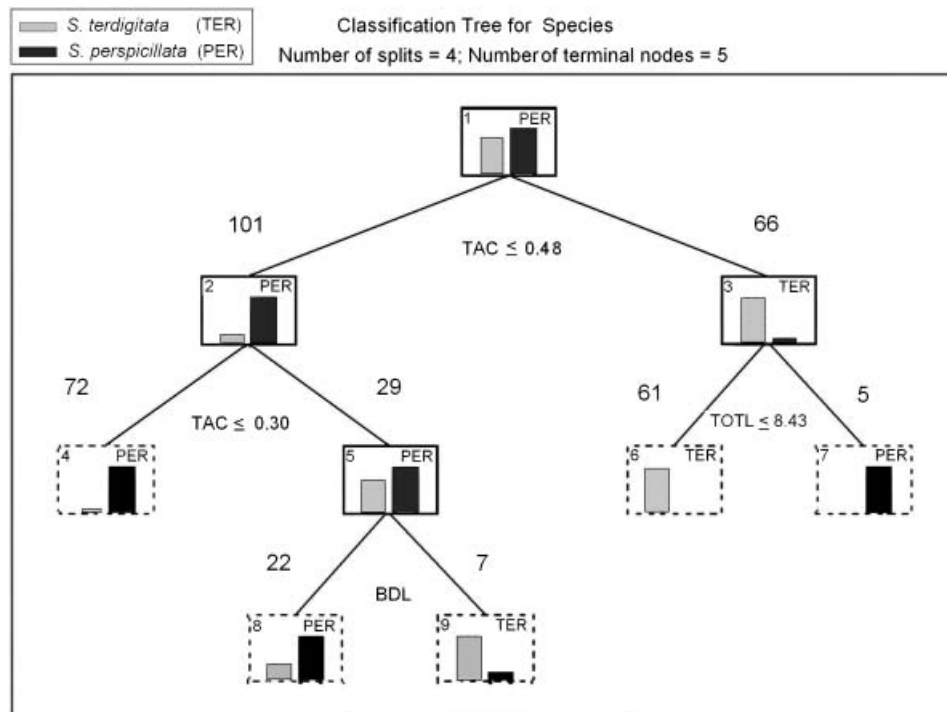 S. terdigitata (TER)
S. perspicillata (PER)
Classification Tree for Species
Number of splits = 4; Number of terminal nodes = 5
1 PER
101 66
TAC ≤ 0.48
2 PER
3 TER
72 29 61 5
TAC ≤ 0.30
TOTL ≤ 8.43
4 PER
5 PER
6 TER
7 PER
22 7
BDL
8 PER
9 TER